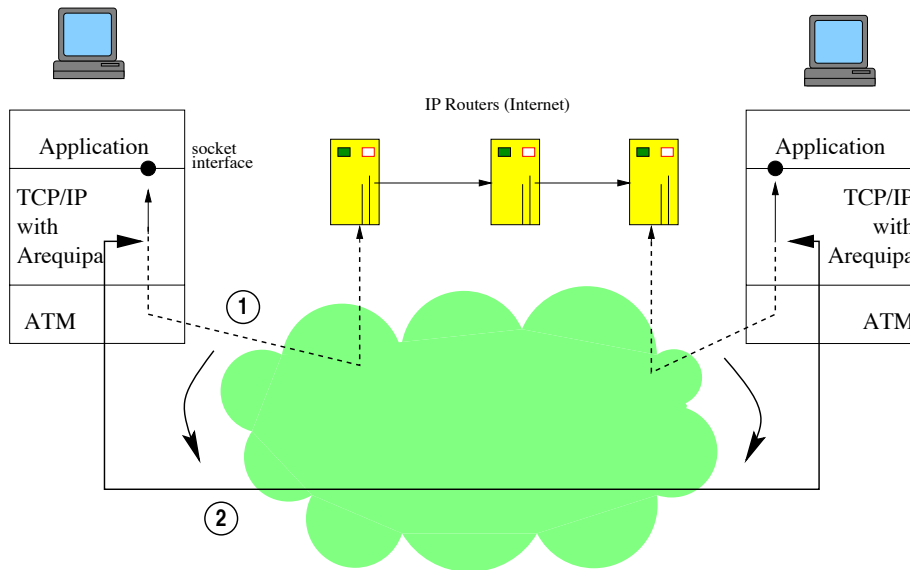 IP Routers (Internet)
Application
socket
interface
TCP/IP
with
Arequipa
ATM
Application
TCP/IP
with
Arequipa
ATM
1
2